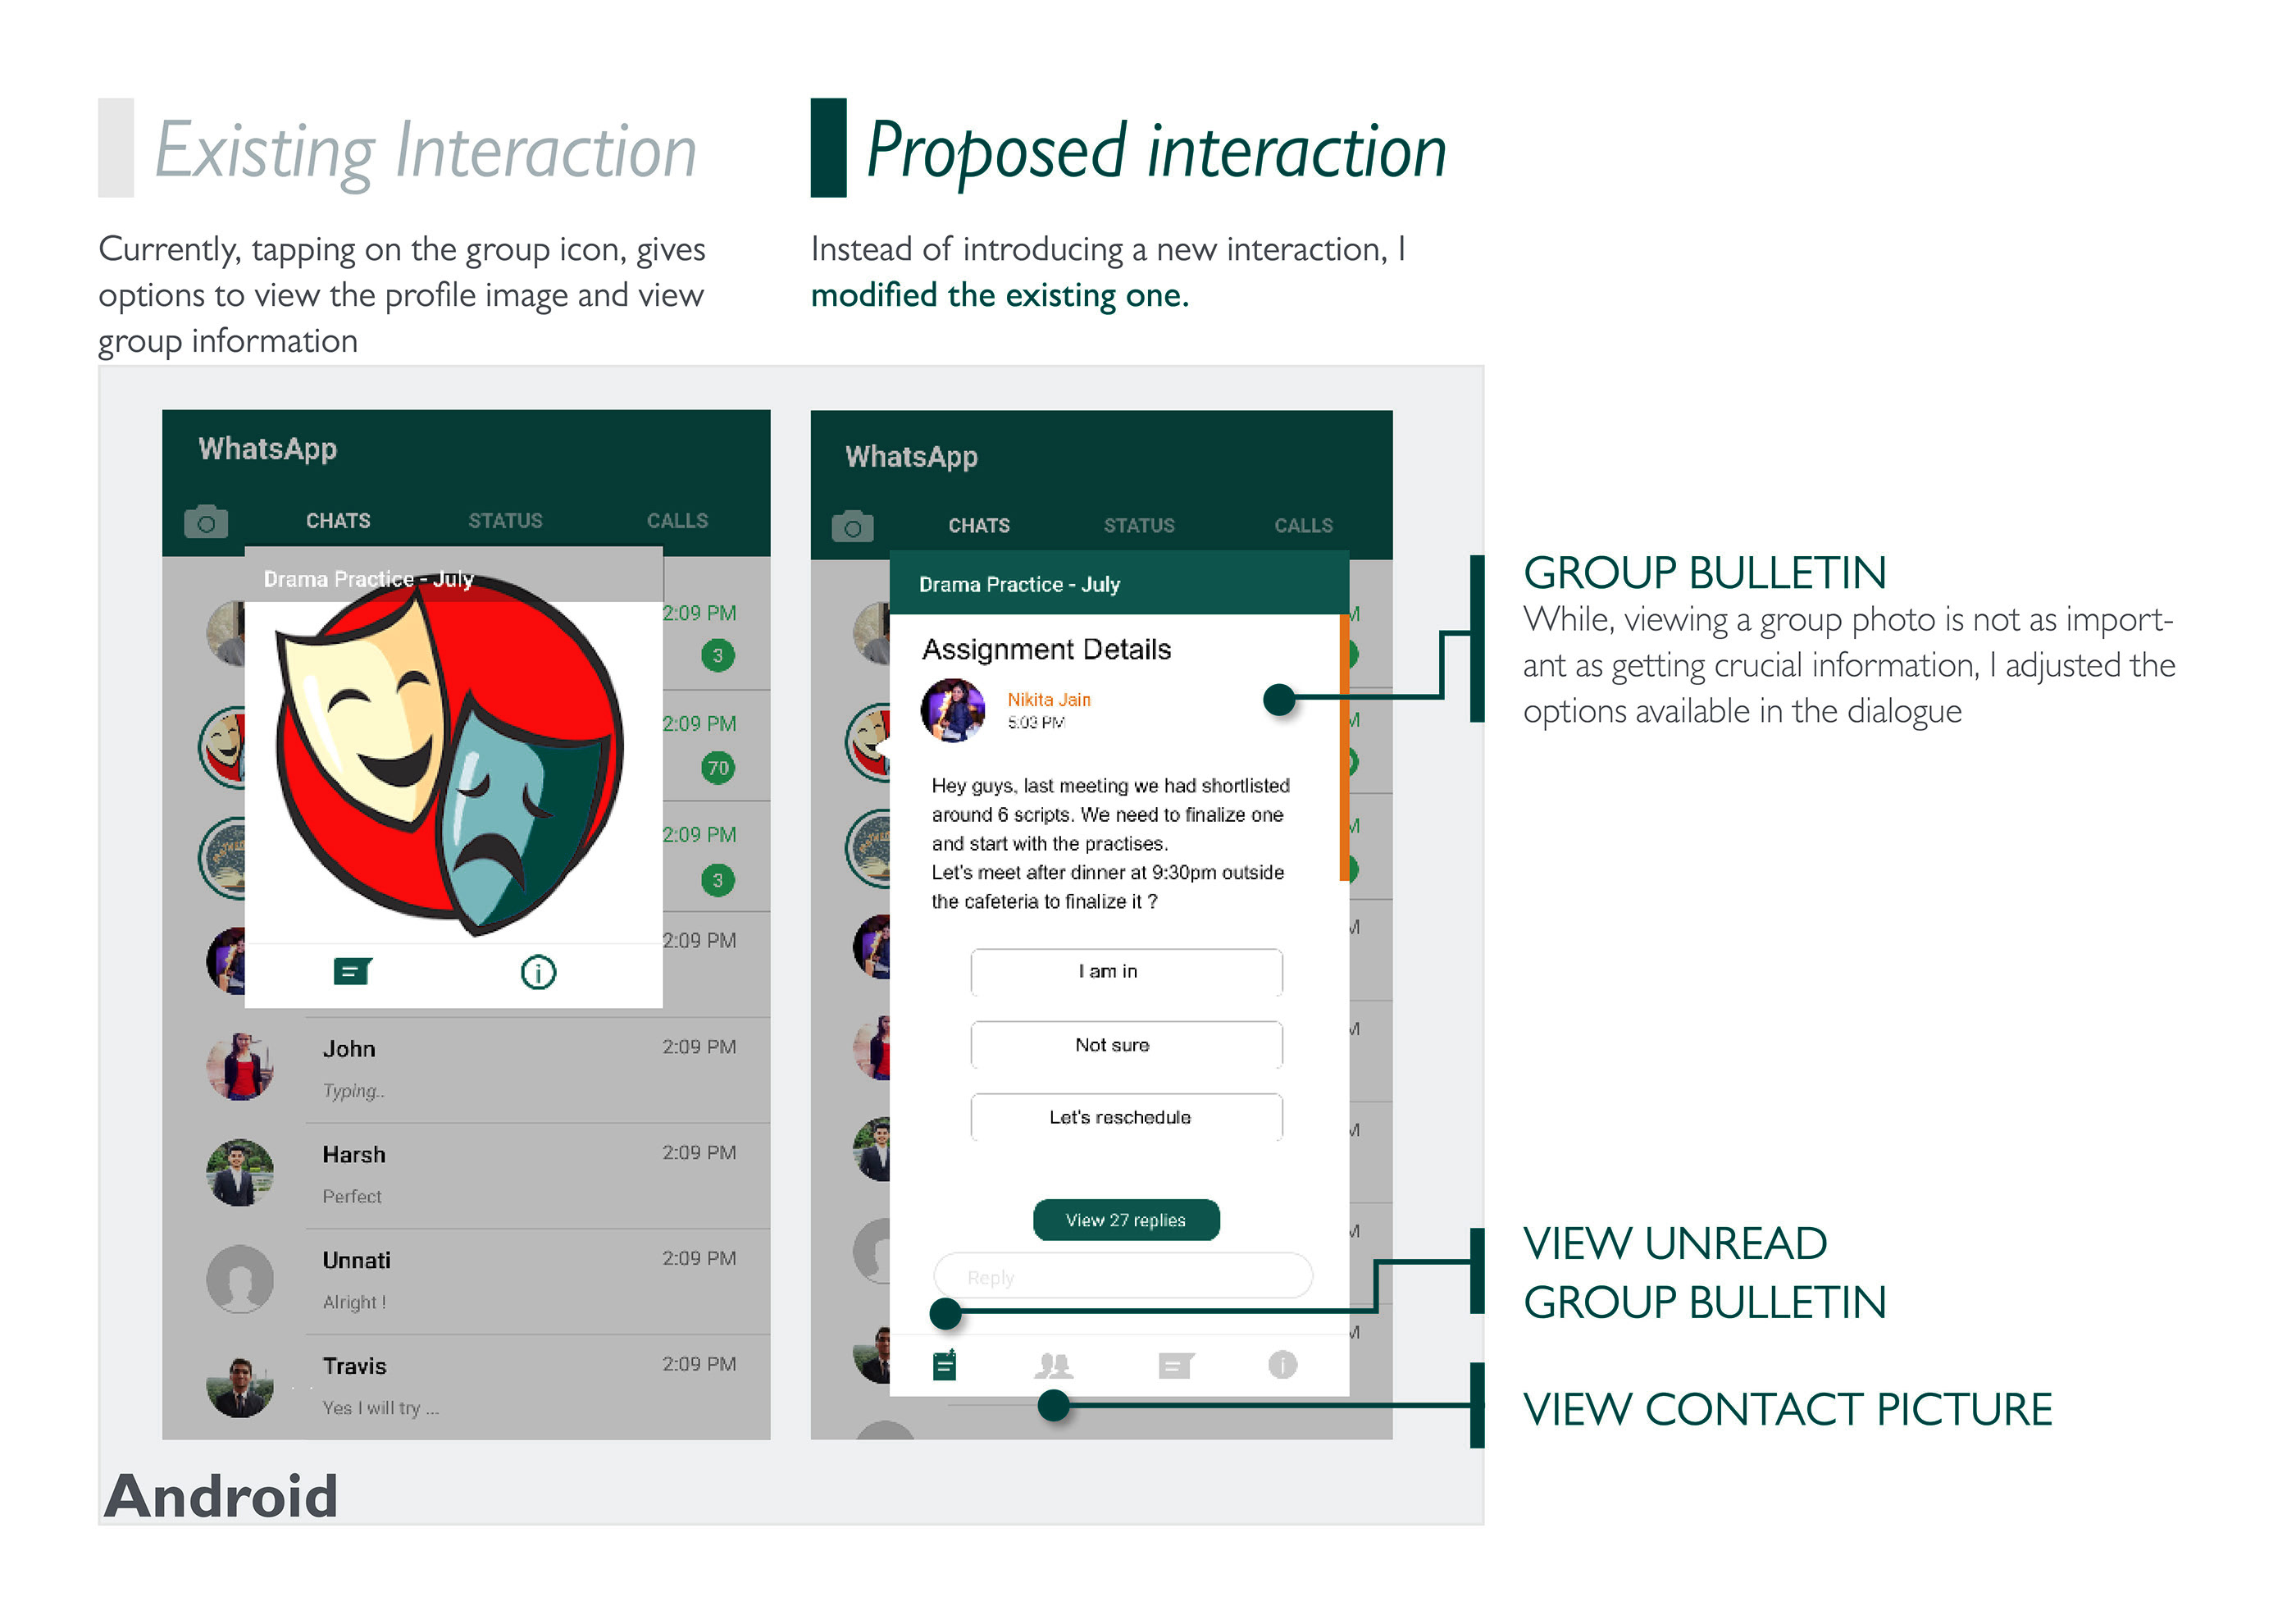 Existing Interaction
Currently, tapping on the group icon, gives
options to view the profile image and view
group information
Proposed interaction
Instead of introducing a new interaction, I
modified the existing one.
WhatsApp
CHATS STATUS CALLS
Drama Practice - July
2:09 PM
3
2:09 PM
70
2:09 PM
3
2:09 PM
John 2:09 PM
Typing..
Harsh 2:09 PM
Perfect
Unnati 2:09 PM
Alright !
Travis 2:09 PM
Yes I will try ...
Android
WhatsApp
CHATS STATUS CALLS
Drama Practice - July
Assignment Details
Nikita Jain
5:03 PM
Hey guys, last meeting we had shortlisted
around 6 scripts. We need to finalize one
and start with the practises.
Let's meet after dinner at 9:30pm outside
the cafeteria to finalize it ?
I am in
Not sure
Let's reschedule
View 27 replies
Reply
GROUP BULLETIN
While, viewing a group photo is not as import-
ant as getting crucial information, I adjusted the
options available in the dialogue
VIEW UNREAD
GROUP BULLETIN
VIEW CONTACT PICTURE